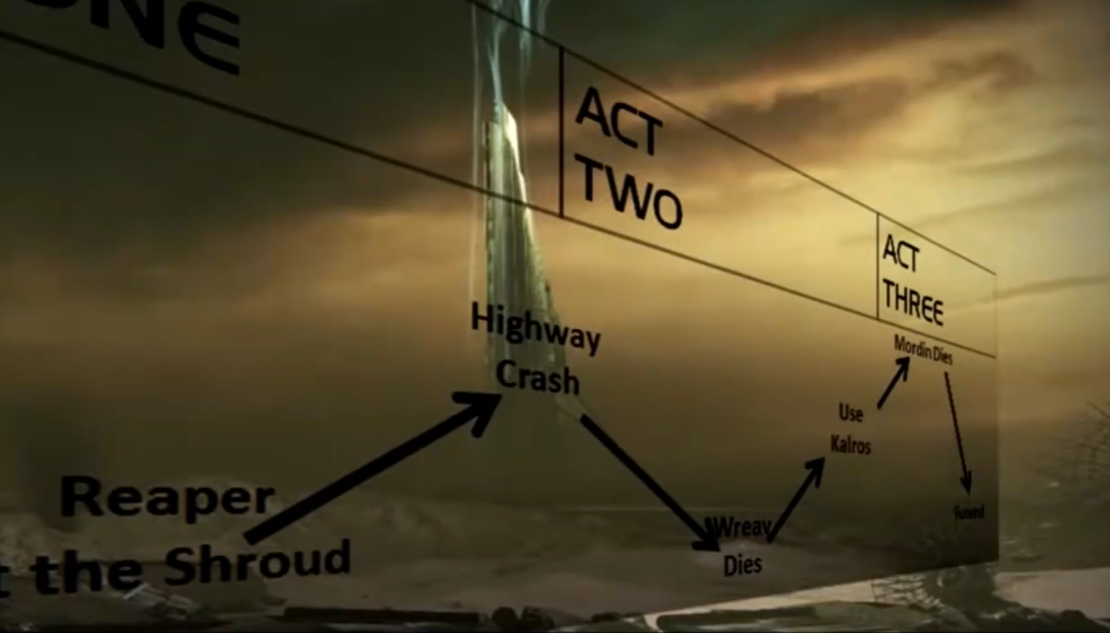 ONE
ACT
TWO
ACT
THREE
Mordin Dies
Highway
Crash
Use
Kalros
Reaper
the Shroud
Wreav
Dies
Funeral